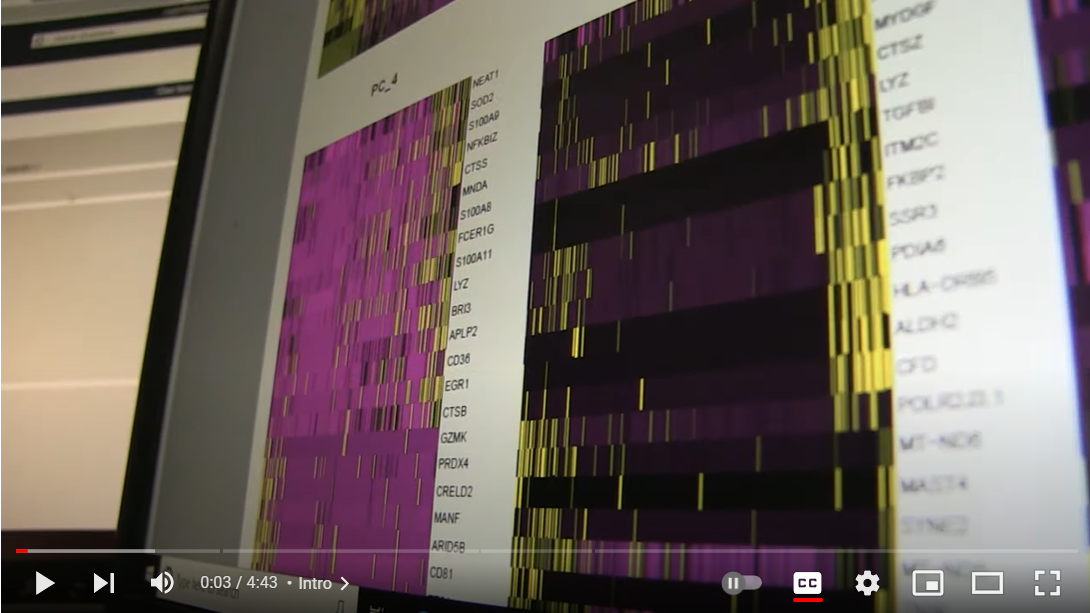 PC_4
NEAT1
SOD2
S100A9
NFKBIZ
CTSS
MNDA
S100A8
FCER1G
S100A11
LYZ
BRI3
APLP2
CD36
EGR1
CTSB
GZMK
PRDX4
CRELD2
MANF
ARID5B
CD81
MYDGF
CTSZ
LYZ
TGFBI
ITM2C
FKBP2
SSR3
PDIA6
HLA-DRB5
ALDH2
CFD
MT-ND6
MAST4
SYNE2
0:03 / 4:43 • Intro
CC